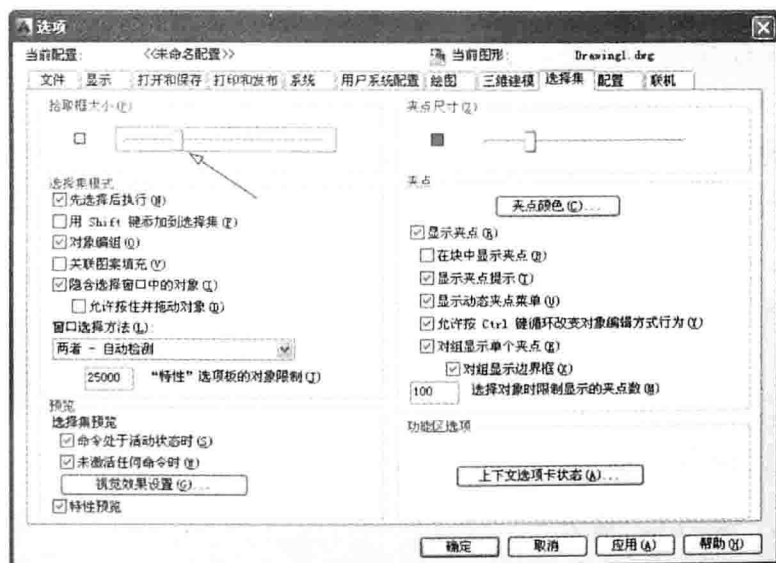 选项
当前配置: <<未命名配置>> 当前图形: Drawing1.dwg
文件 显示 打开和保存 打印和发布 系统 用户系统配置 绘图 三维建模 选择集 配置 联机
拾取框大小(P)
夹点尺寸(Z)
选择集模式
先选择后执行(N)
用 Shift 键添加到选择集(F)
对象编组(O)
关联图案填充(V)
隐含选择窗口中的对象(I)
允许按住并拖动对象(D)
窗口选择方法(L):
两者 - 自动检测
25000 “特性”选项板的对象限制(J)
预览
选择集预览
命令处于活动状态时(S)
未激活任何命令时(W)
视觉效果设置(G)...
特性预览
夹点
夹点颜色(C)...
显示夹点(R)
在块中显示夹点(B)
显示夹点提示(T)
显示动态夹点菜单(U)
允许按 Ctrl 键循环改变对象编辑方式行为(Y)
对组显示单个夹点(E)
对组显示边界框(X)
100 选择对象时限制显示的夹点数(M)
功能区选项
上下文选项卡状态(A)...
确定 取消 应用(A) 帮助(H)